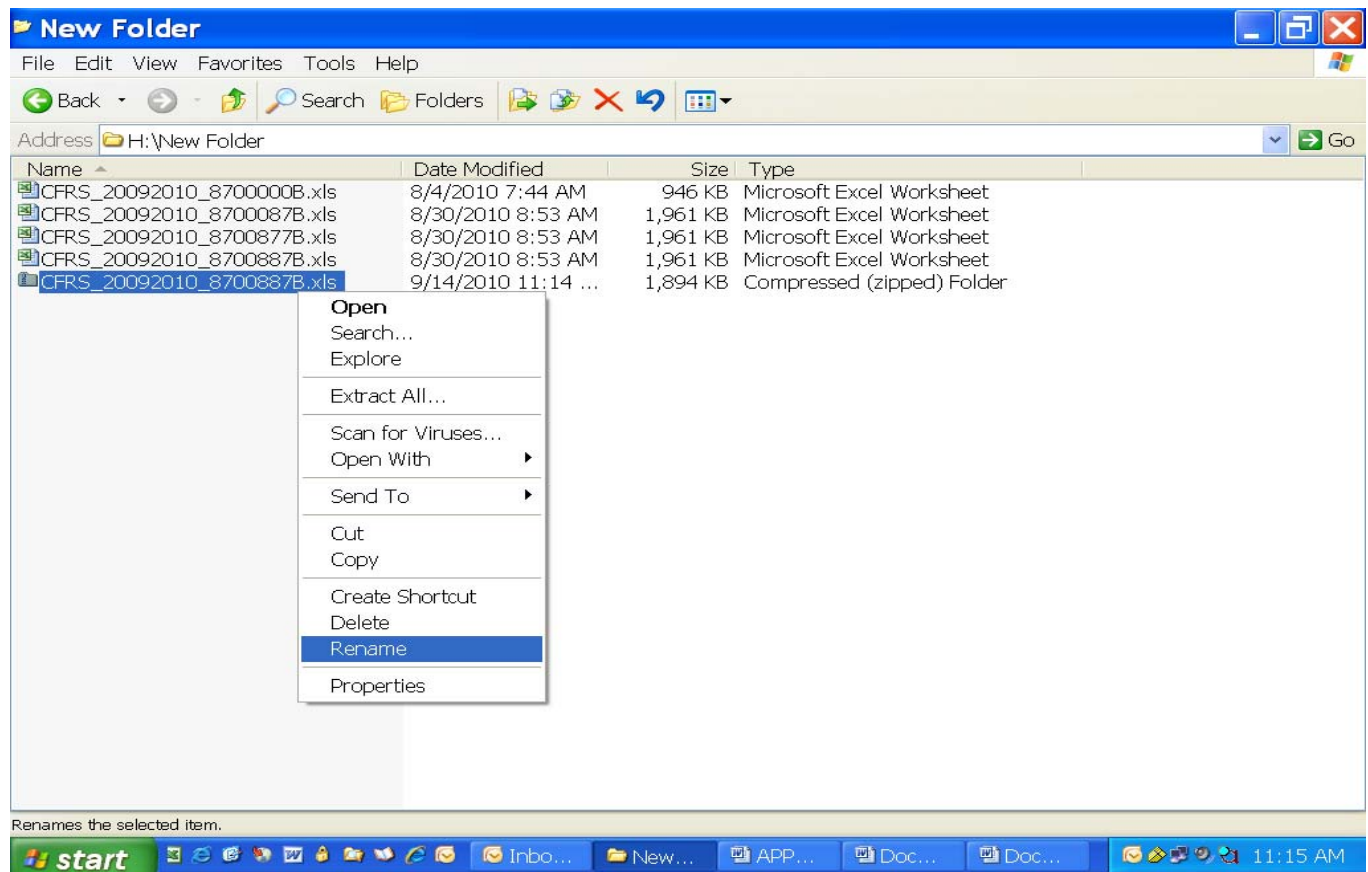 New Folder
File Edit View Favorites Tools Help
Back Search Folders
Address H:\New Folder Go
Name Date Modified Size Type
CFRS_20092010_8700000B.xls 8/4/2010 7:44 AM 946 KB Microsoft Excel Worksheet
CFRS_20092010_8700087B.xls 8/30/2010 8:53 AM 1,961 KB Microsoft Excel Worksheet
CFRS_20092010_8700877B.xls 8/30/2010 8:53 AM 1,961 KB Microsoft Excel Worksheet
CFRS_20092010_8700887B.xls 8/30/2010 8:53 AM 1,961 KB Microsoft Excel Worksheet
CFRS_20092010_8700887B.xls 9/14/2010 11:14 ... 1,894 KB Compressed (zipped) Folder
Open
Search...
Explore
Extract All...
Scan for Viruses...
Open With
Send To
Cut
Copy
Create Shortcut
Delete
Rename
Properties
Renames the selected item.
start Inbo... New... APP... Doc... Doc... 11:15 AM